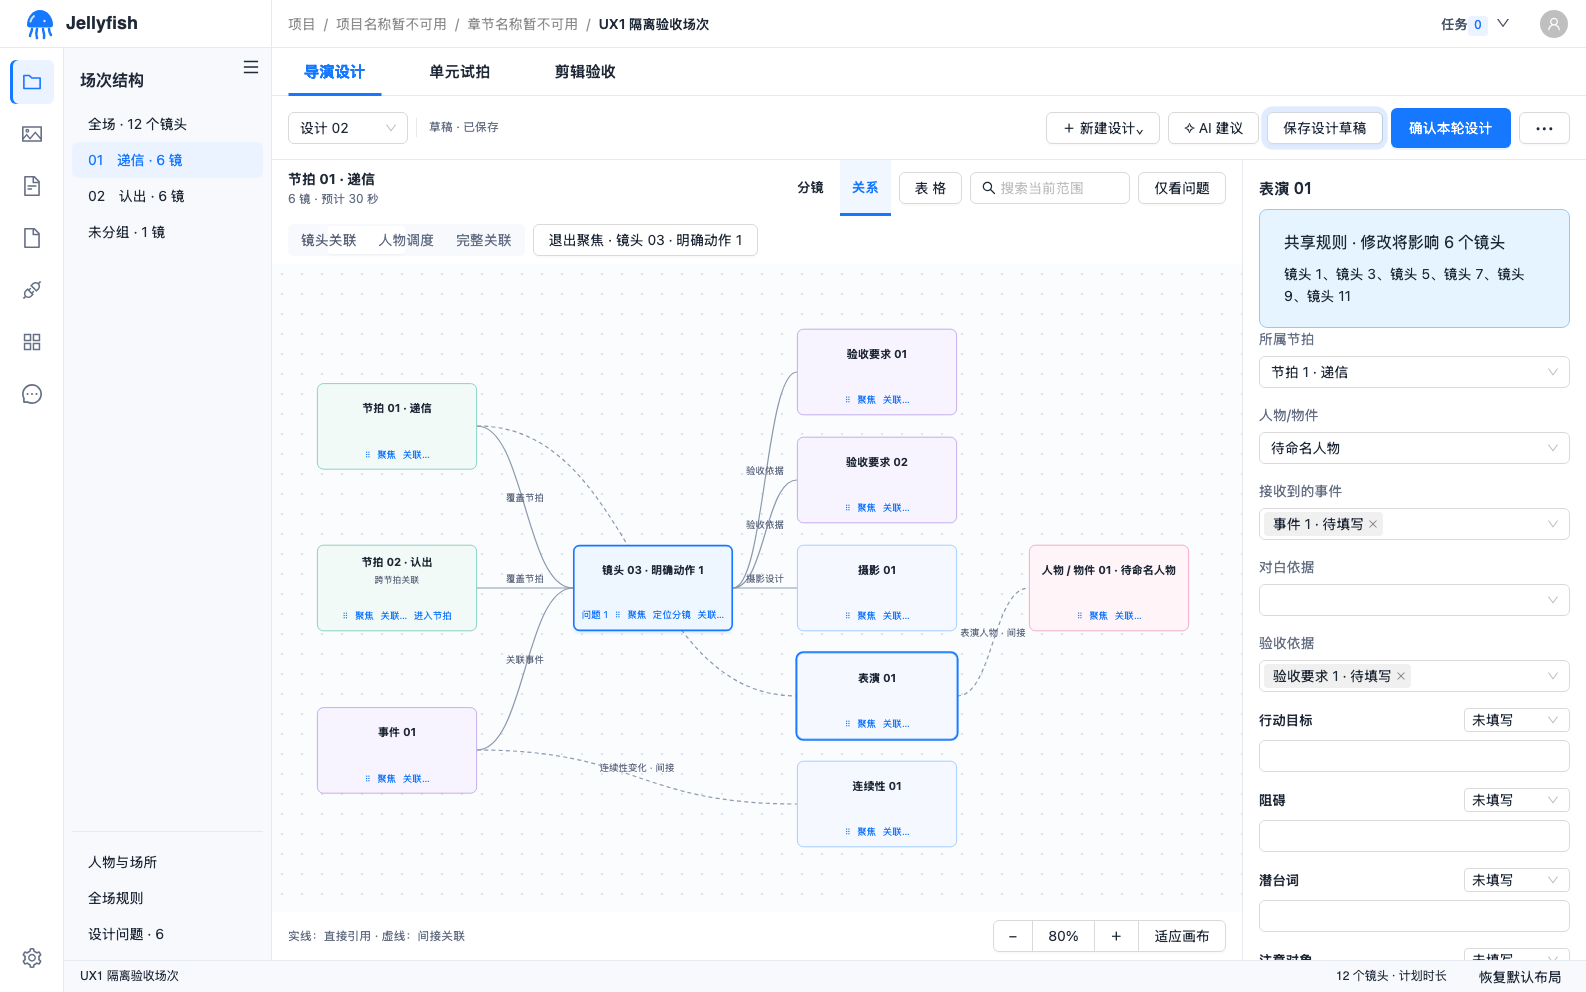 Jellyfish
项目 / 项目名称暂不可用 / 章节名称暂不可用 / UX1 隔离验收场次
任务 0
场次结构
全场 · 12 个镜头
01 递信 · 6 镜
02 认出 · 6 镜
未分组 · 1 镜
人物与场所
全场规则
设计问题 · 6
导演设计
单元试拍
剪辑验收
设计 02
草稿 · 已保存
+ 新建设计
AI 建议
保存设计草稿
确认本轮设计
...
节拍 01 · 递信
6 镜 · 预计 30 秒
分镜
关系
表 格
搜索当前范围
仅看问题
镜头关联
人物调度
完整关联
退出聚焦 · 镜头 03 · 明确动作 1
节拍 01 · 递信
聚焦 关联...
节拍 02 · 认出
跨节拍关联
聚焦 关联... 进入节拍
事件 01
聚焦 关联...
覆盖节拍
覆盖节拍
关联事件
镜头 03 · 明确动作 1
问题 1 聚焦 定位分镜 关联...
验收依据
验收依据
摄影设计
连续性变化 · 间接
验收要求 01
聚焦 关联...
验收要求 02
聚焦 关联...
摄影 01
聚焦 关联...
表演 01
聚焦 关联...
连续性 01
聚焦 关联...
表演人物 · 间接
人物 / 物件 01 · 待命名人物
聚焦 关联...
实线：直接引用 · 虚线：间接关联
− 80% + 适应画布
表演 01
共享规则 · 修改将影响 6 个镜头
镜头 1、镜头 3、镜头 5、镜头 7、镜头
9、镜头 11
所属节拍
节拍 1 · 递信
人物/物件
待命名人物
接收到的事件
事件 1 · 待填写 ×
对白依据
验收依据
验收要求 1 · 待填写 ×
行动目标 未填写
阻碍 未填写
潜台词 未填写
注意对象 未填写
UX1 隔离验收场次
12 个镜头 · 计划时长
恢复默认布局